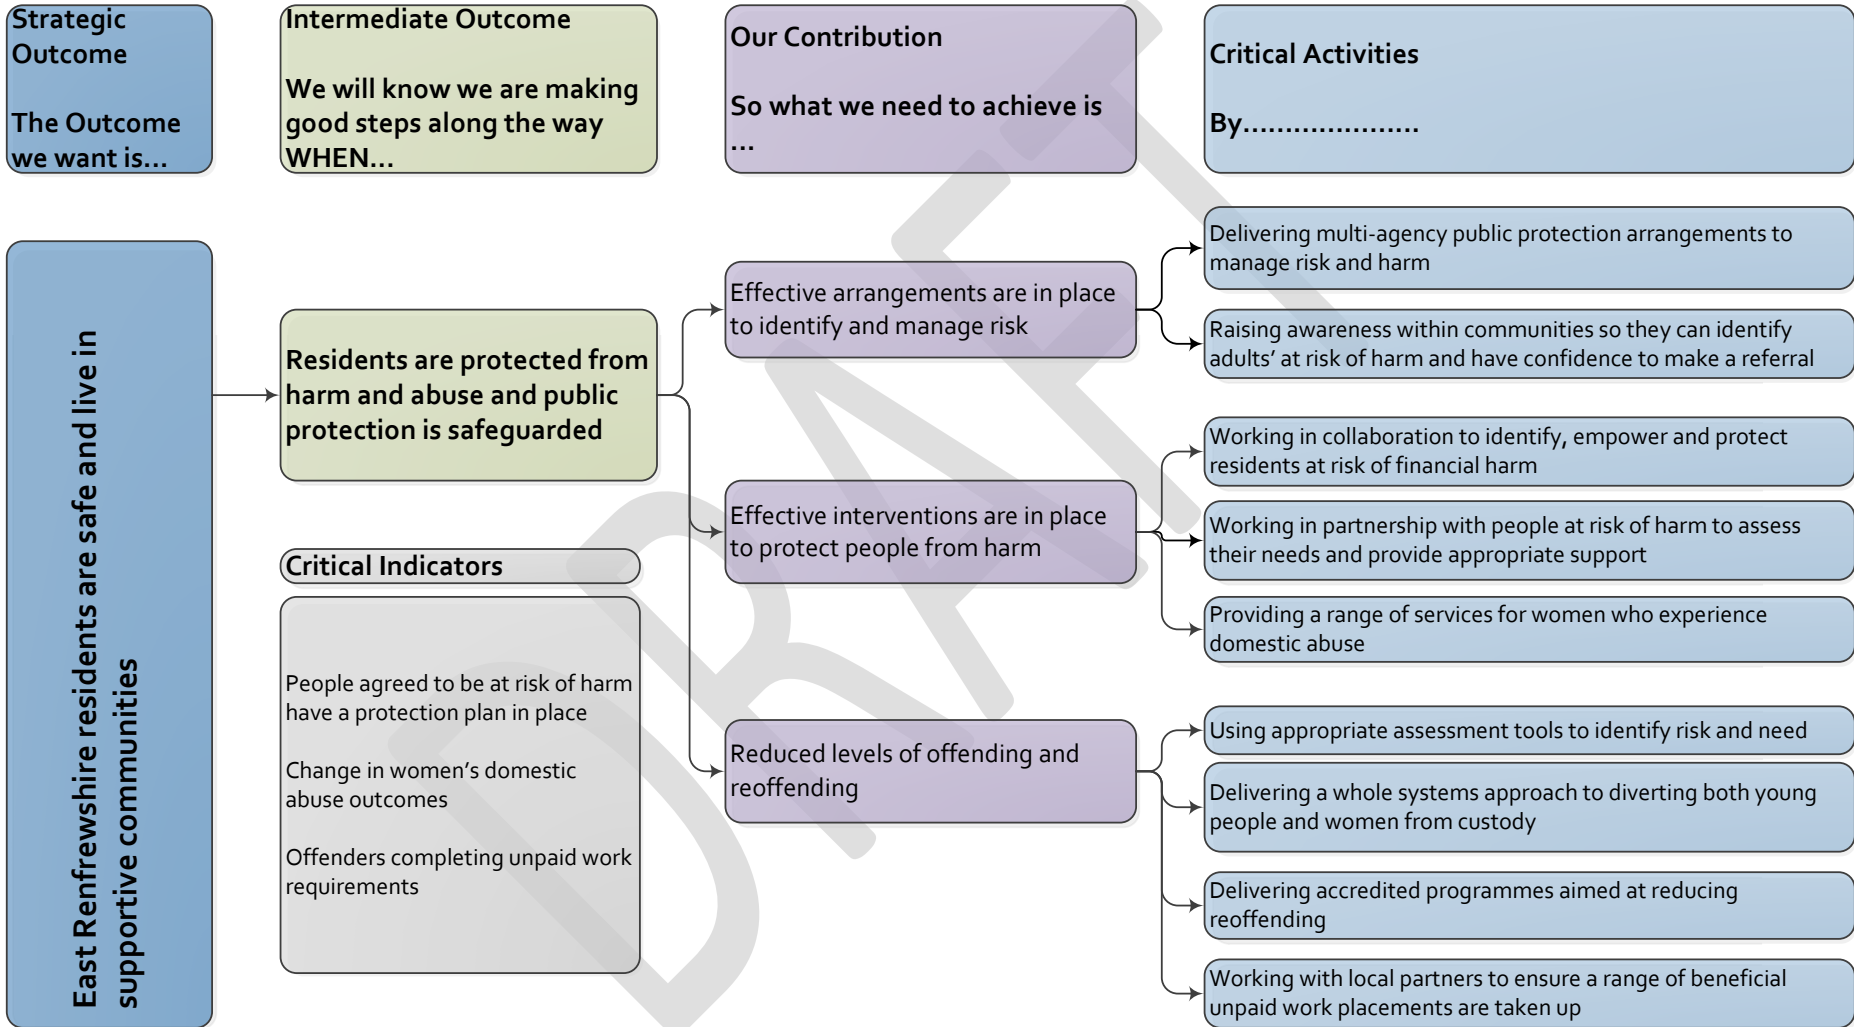 Strategic
Outcome
The Outcome
we want is...
Intermediate Outcome
We will know we are making
good steps along the way
WHEN...
Our Contribution
So what we need to achieve is
...
Critical Activities
By.....................
East Renfrewshire residents are safe and live in
supportive communities
Residents are protected from
harm and abuse and public
protection is safeguarded
Critical Indicators
People agreed to be at risk of harm
have a protection plan in place
Change in women’s domestic
abuse outcomes
Offenders completing unpaid work
requirements
Effective arrangements are in place
to identify and manage risk
Effective interventions are in place
to protect people from harm
Reduced levels of offending and
reoffending
Delivering multi-agency public protection arrangements to
manage risk and harm
Raising awareness within communities so they can identify
adults’ at risk of harm and have confidence to make a referral
Working in collaboration to identify, empower and protect
residents at risk of financial harm
Working in partnership with people at risk of harm to assess
their needs and provide appropriate support
Providing a range of services for women who experience
domestic abuse
Using appropriate assessment tools to identify risk and need
Delivering a whole systems approach to diverting both young
people and women from custody
Delivering accredited programmes aimed at reducing
reoffending
Working with local partners to ensure a range of beneficial
unpaid work placements are taken up
DRAFT